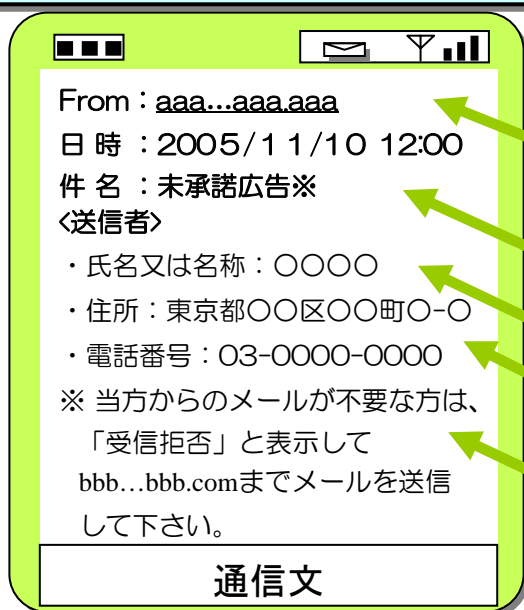 From：aaa...aaa.aaa
日 時 ：2005/11/10 12:00
件 名 ：未承諾広告※
<送信者>
・氏名又は名称：○○○○
・住所：東京都○○区○○町○-○
・電話番号：03-0000-0000
※ 当方からのメールが不要な方は、
「受信拒否」と表示して
bbb…bbb.comまでメールを送信
して下さい。
通信文